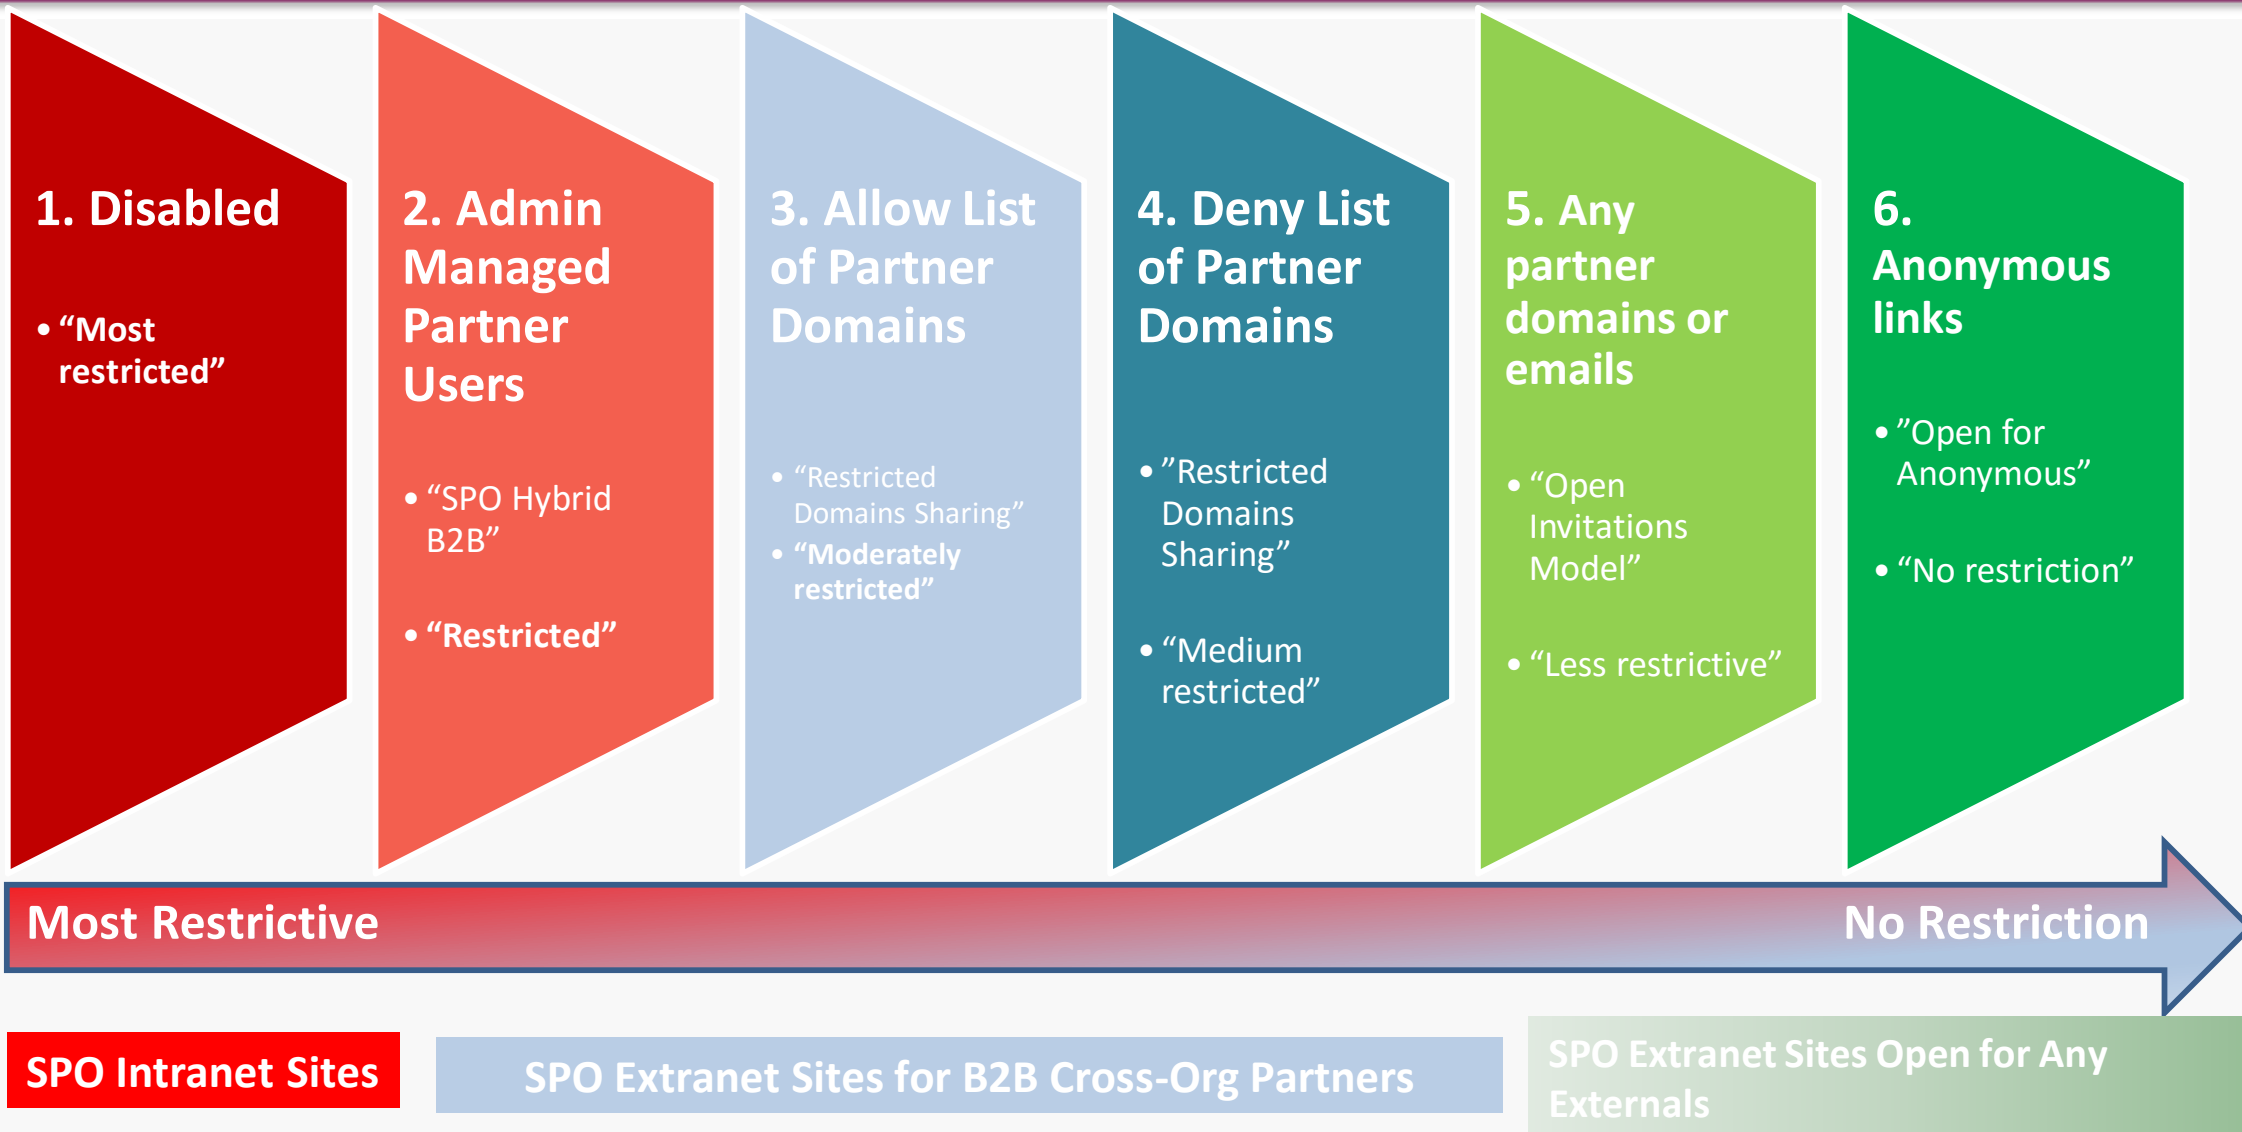 1. Disabled
• “Most
restricted”
2. Admin
Managed
Partner
Users
• “SPO Hybrid
B2B”
• “Restricted”
3. Allow List
of Partner
Domains
• “Restricted
Domains Sharing”
• “Moderately
restricted”
4. Deny List
of Partner
Domains
• ”Restricted
Domains
Sharing”
• “Medium
restricted”
5. Any
partner
domains or
emails
• “Open
Invitations
Model”
• “Less restrictive”
6.
Anonymous
links
• ”Open for
Anonymous”
• “No restriction”
Most Restrictive
No Restriction
SPO Intranet Sites
SPO Extranet Sites for B2B Cross-Org Partners
SPO Extranet Sites Open for Any
Externals